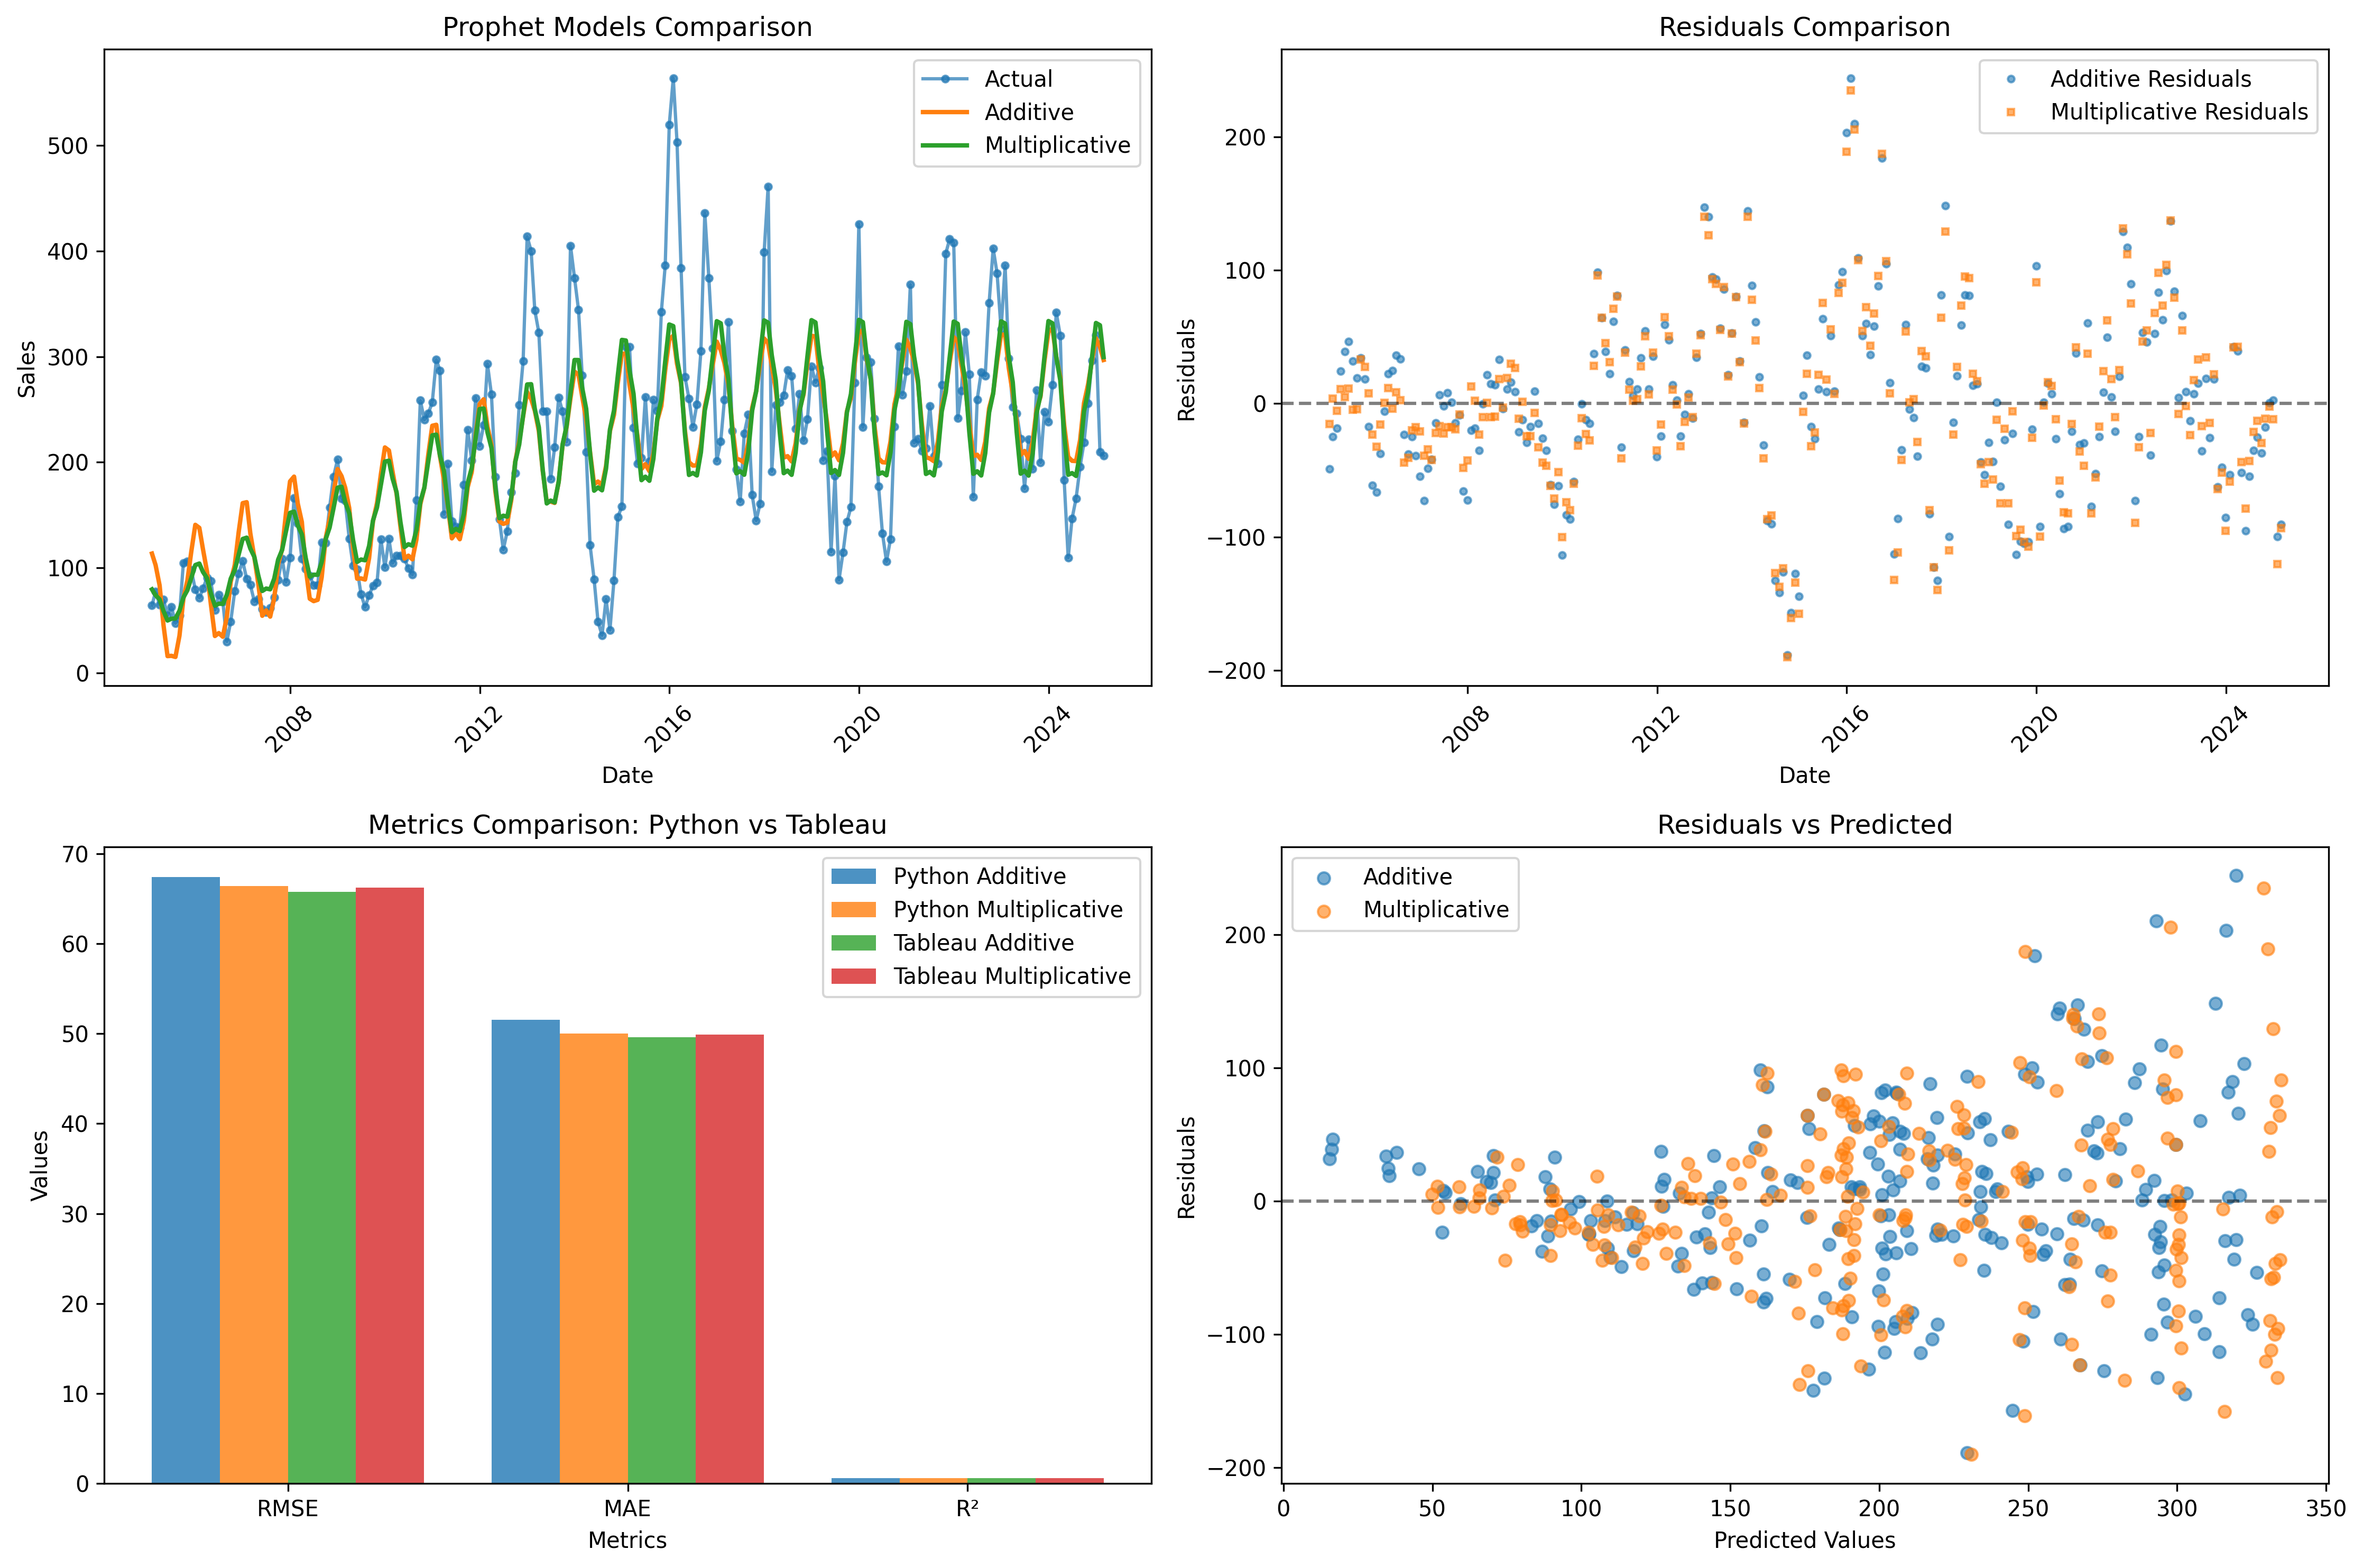 Prophet Models Comparison
Actual
Additive
Multiplicative
Sales
500
400
300
200
100
0
2008
2012
2016
2020
2024
Date
Residuals Comparison
Additive Residuals
Multiplicative Residuals
Residuals
200
100
0
−100
−200
2008
2012
2016
2020
2024
Date
Metrics Comparison: Python vs Tableau
Python Additive
Python Multiplicative
Tableau Additive
Tableau Multiplicative
Values
70
60
50
40
30
20
10
0
RMSE
MAE
R²
Metrics
Residuals vs Predicted
Additive
Multiplicative
Residuals
200
100
0
−100
−200
0
50
100
150
200
250
300
350
Predicted Values